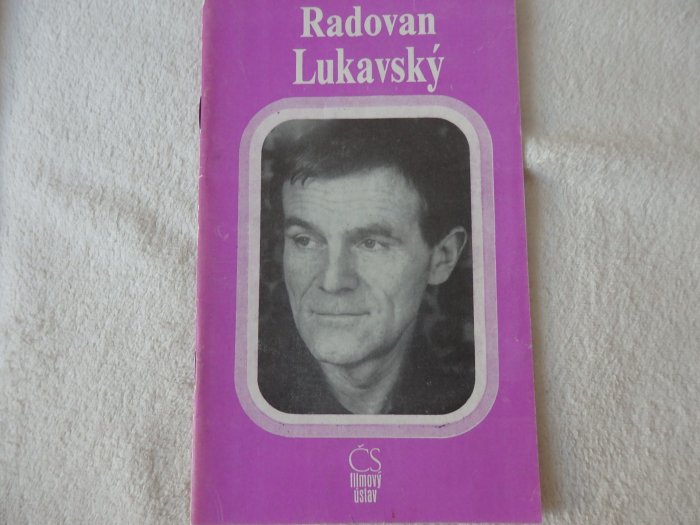 Radovan
Lukavský
ČS
filmový
ústav